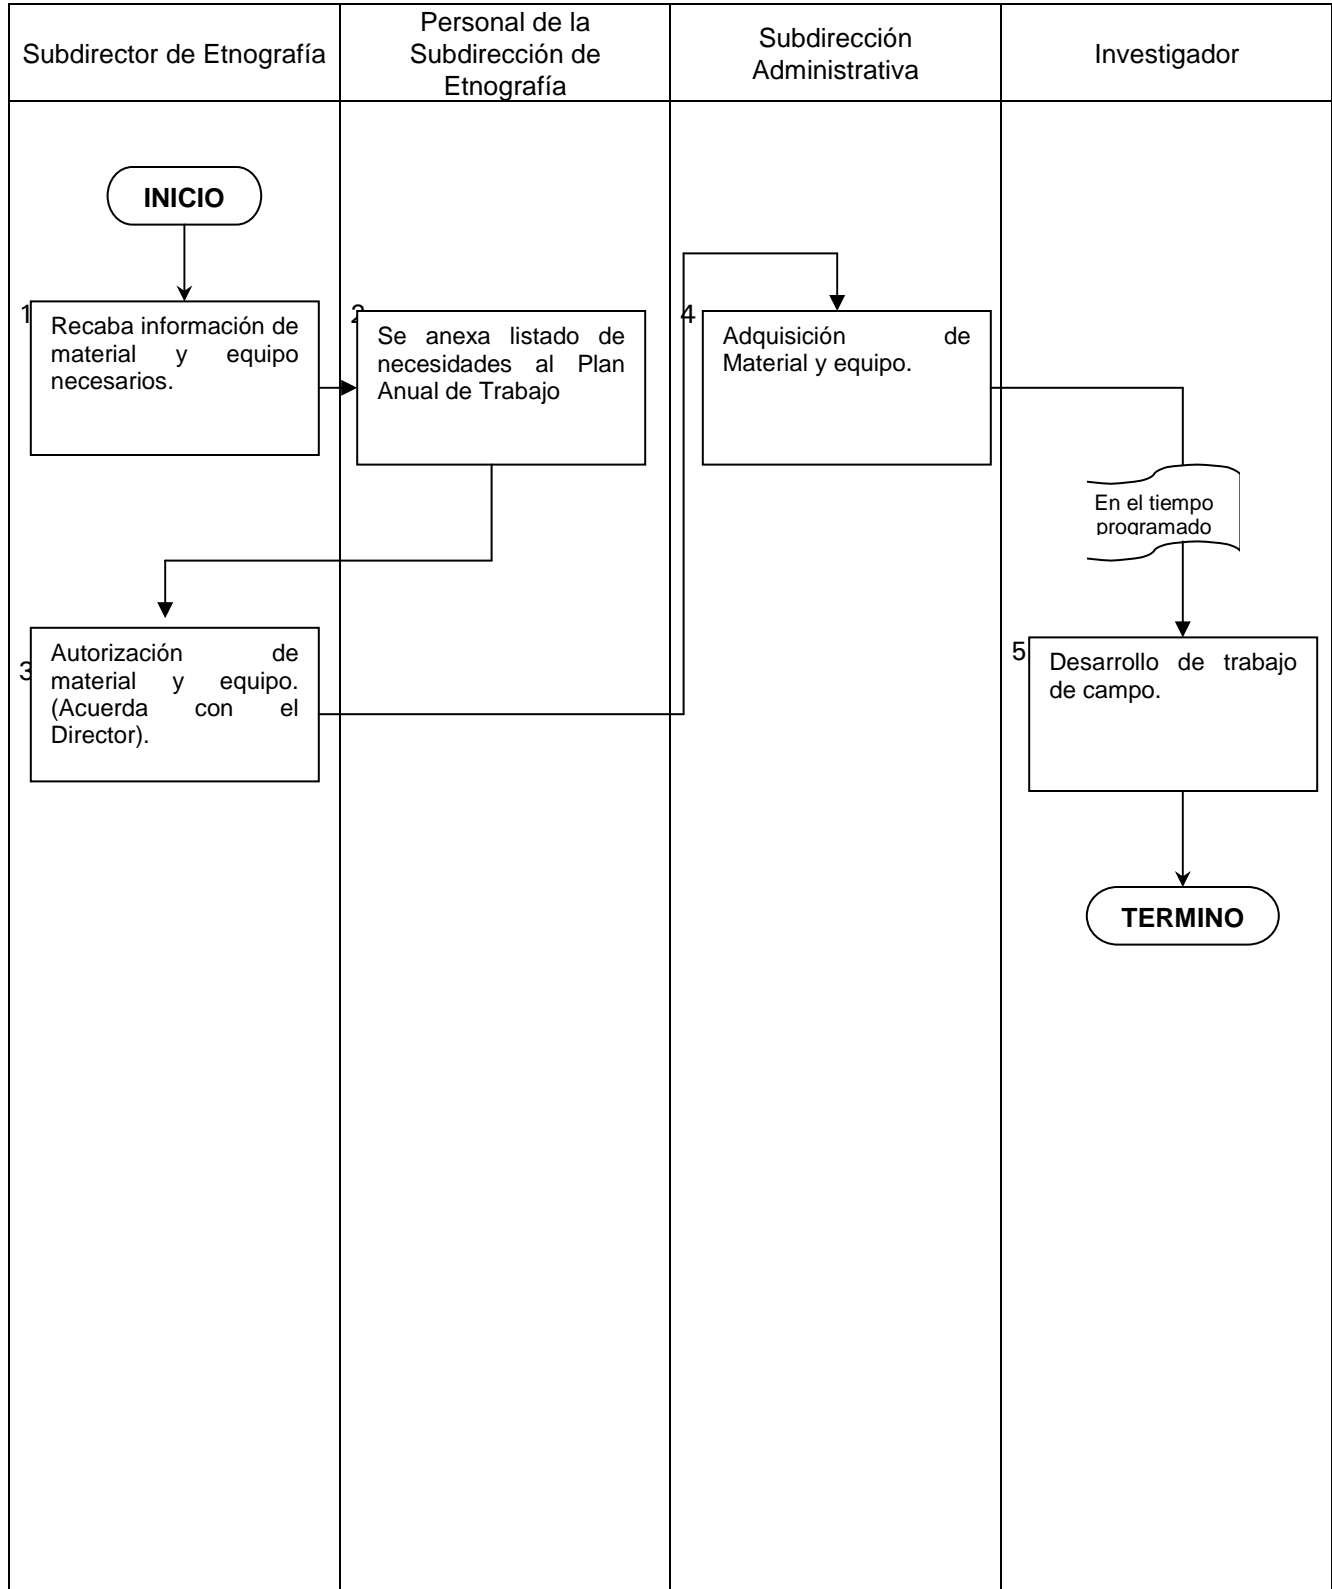 Subdirector de Etnografía
Personal de la
Subdirección de
Etnografía
Subdirección
Administrativa
Investigador
INICIO
1
Recaba información de
material y equipo
necesarios.
2
Se anexa listado de
necesidades al Plan
Anual de Trabajo
4
Adquisición de
Material y equipo.
En el tiempo
programado
3
Autorización de
material y equipo.
(Acuerda con el
Director).
5
Desarrollo de trabajo
de campo.
TERMINO